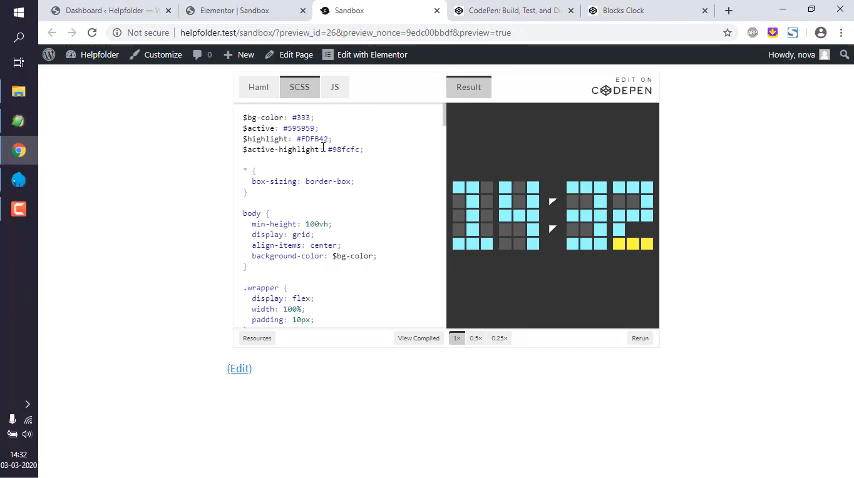 Dashboard ‹ Helpfolder — W
Elementor | Sandbox
Sandbox
CodePen: Build, Test, and D
Blocks Clock
Not secure
helpfolder.test/sandbox/?preview_id=26&preview_nonce=9edc00bbdf&preview=true
Helpfolder
Customize
0
New
Edit Page
Edit with Elementor
Howdy, nova
Haml
SCSS
JS
Result
EDIT ON
CODEPEN
$bg-color: #333;
$active: #595959;
$highlight: #FDFB42;
$active-highlight: #98fcfc;
* {
box-sizing: border-box;
}
body {
min-height: 100vh;
display: grid;
align-items: center;
background-color: $bg-color;
}
.wrapper {
display: flex;
width: 100%;
padding: 10px;
Resources
View Compiled
1×
0.5×
0.25×
Rerun
(Edit)
14:32
03-03-2020